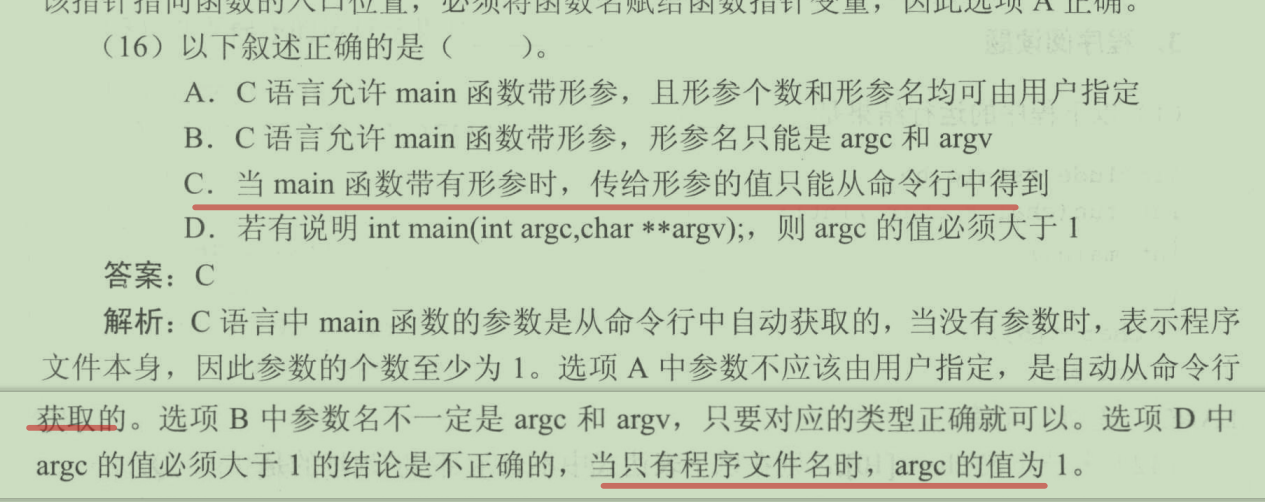 该指针指向函数的入口位置，必须将函数名赋给函数指针变量，因此选项 A 正确。
（16）以下叙述正确的是（　　）。
A．C 语言允许 main 函数带形参，且形参个数和形参名均可由用户指定
B．C 语言允许 main 函数带形参，形参名只能是 argc 和 argv
C．当 main 函数带有形参时，传给形参的值只能从命令行中得到
D．若有说明 int main(int argc,char **argv);，则 argc 的值必须大于 1
答案：C
解析：C 语言中 main 函数的参数是从命令行中自动获取的，当没有参数时，表示程序
文件本身，因此参数的个数至少为 1。选项 A 中参数不应该由用户指定，是自动从命令行
获取的。选项 B 中参数名不一定是 argc 和 argv，只要对应的类型正确就可以。选项 D 中
argc 的值必须大于 1 的结论是不正确的，当只有程序文件名时，argc 的值为 1。